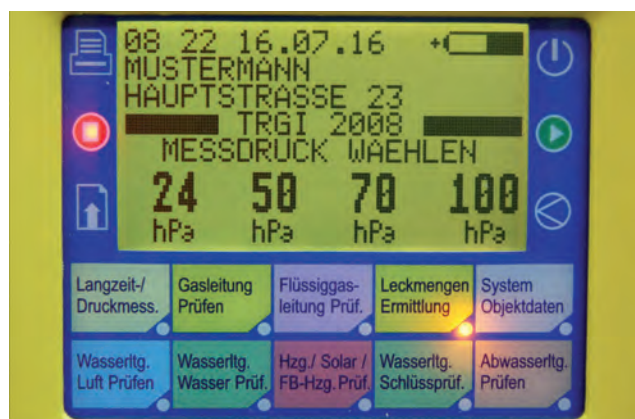 08 22 16.07.16
MUSTERMANN
HAUPTSTRASSE 23
TRGI 2008
MESSDRUCK WAEHLEN
24 50 70 100
hPa hPa hPa hPa
Langzeit-/ Gasleitung Flüssiggas- Leckmengen System
Druckmess. Prüfen leitung Prüf. Ermittlung Objektdaten
Wasserltg. Wasserltg. Hzg./ Solar / Wasserltg. Abwasserltg.
Luft Prüfen Wasser Prüf. FB-Hzg.Prüf. Schlüssprüf. Prüfen